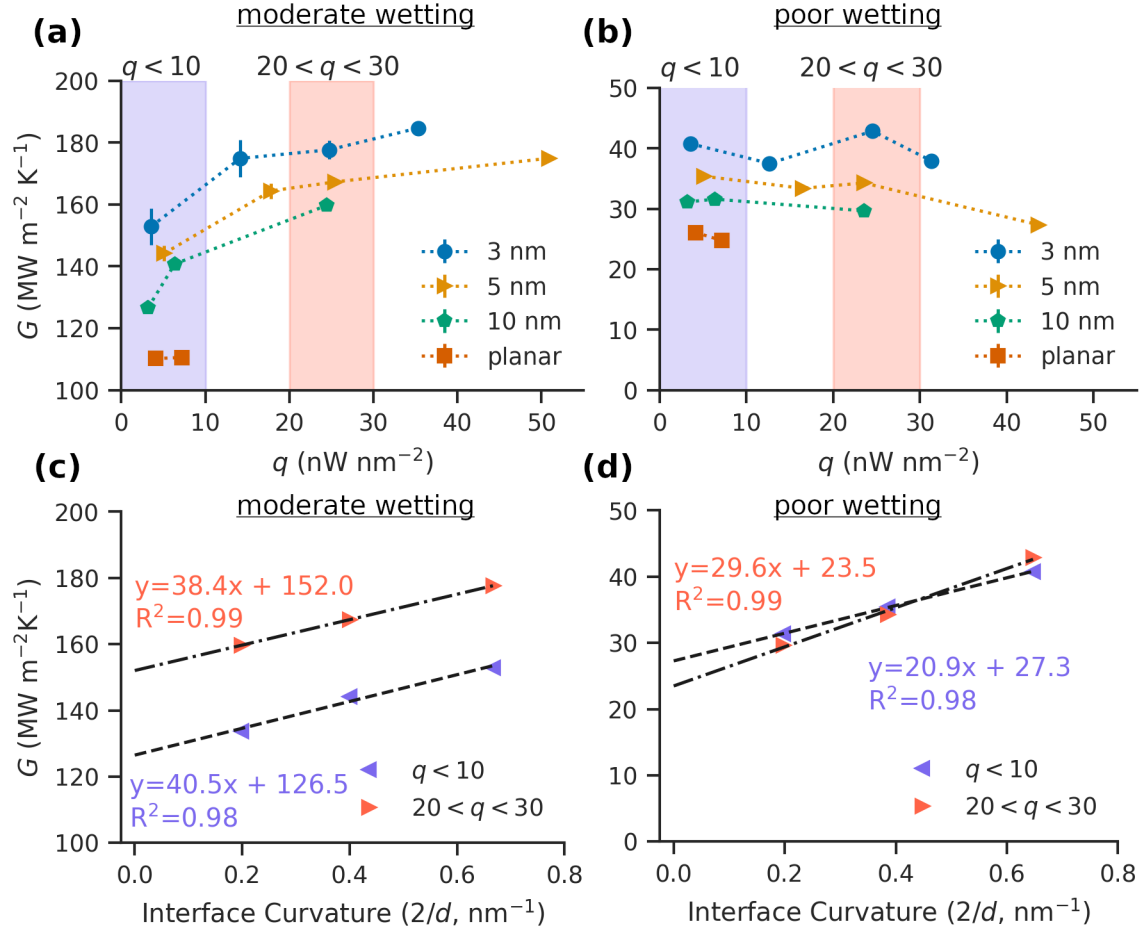 (a)
moderate wetting
q < 10
20 < q < 30
200
180
160
140
120
100
G (MW m⁻² K⁻¹)
3 nm
5 nm
10 nm
planar
0 10 20 30 40 50
q (nW nm⁻²)
(b)
poor wetting
q < 10
20 < q < 30
50
40
30
20
10
0
3 nm
5 nm
10 nm
planar
0 10 20 30 40 50
q (nW nm⁻²)
(c)
moderate wetting
200
180
160
140
120
100
G (MW m⁻²K⁻¹)
y=38.4x + 152.0
R²=0.99
y=40.5x + 126.5
R²=0.98
q < 10
20 < q < 30
0.0 0.2 0.4 0.6 0.8
Interface Curvature (2/d, nm⁻¹)
(d)
poor wetting
50
40
30
20
10
0
y=29.6x + 23.5
R²=0.99
y=20.9x + 27.3
R²=0.98
q < 10
20 < q < 30
0.0 0.2 0.4 0.6 0.8
Interface Curvature (2/d, nm⁻¹)